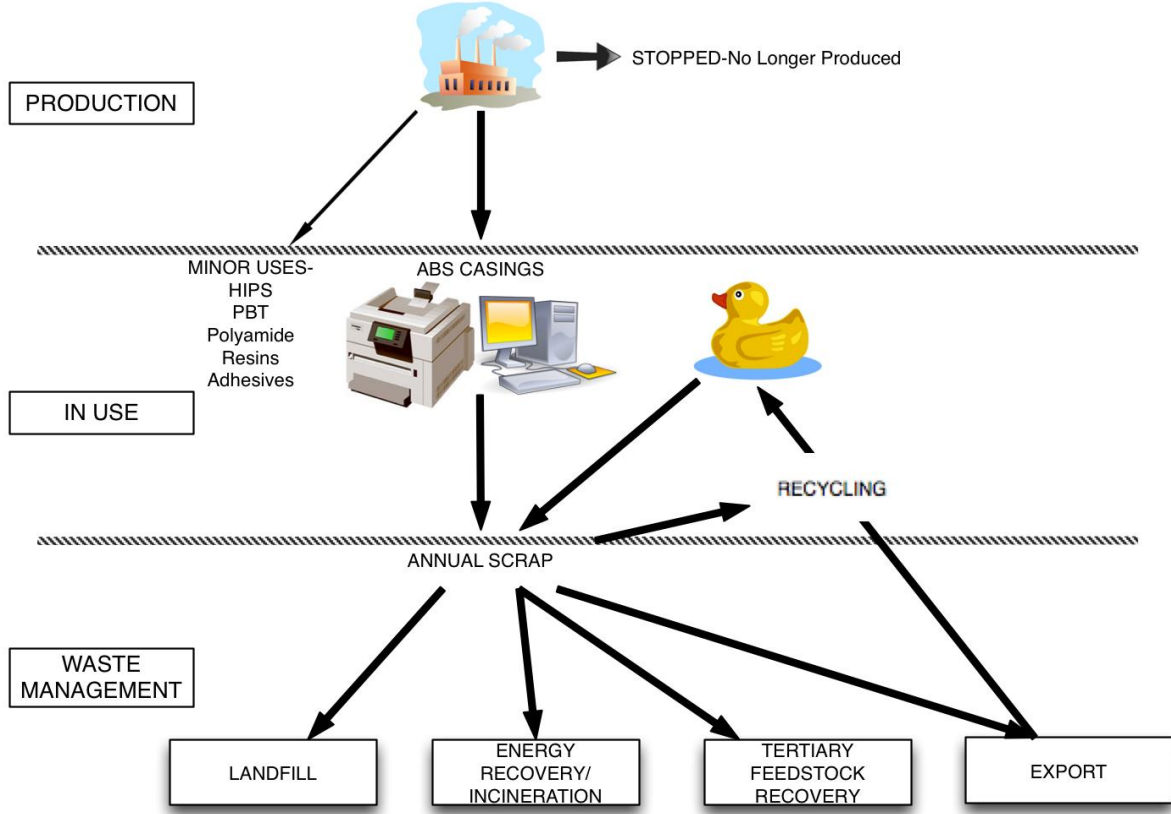 STOPPED-No Longer Produced
PRODUCTION
MINOR USES-
HIPS
PBT
Polyamide
Resins
Adhesives
ABS CASINGS
IN USE
RECYCLING
ANNUAL SCRAP
WASTE
MANAGEMENT
LANDFILL
ENERGY
RECOVERY/
INCINERATION
TERTIARY
FEEDSTOCK
RECOVERY
EXPORT